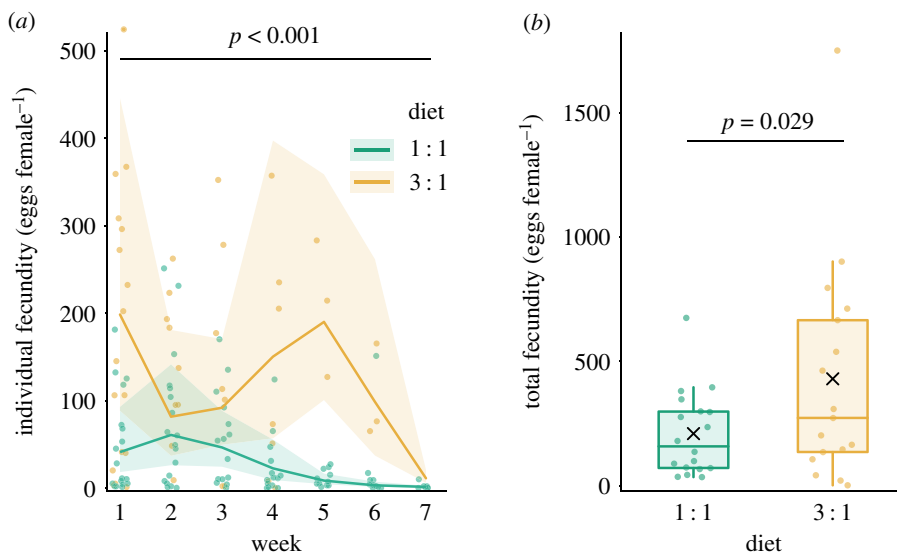 (a)
individual fecundity (eggs female⁻¹)
500
400
300
200
100
0
p < 0.001
diet
1 : 1
3 : 1
1 2 3 4 5 6 7
week
(b)
total fecundity (eggs female⁻¹)
1500
1000
500
0
p = 0.029
1 : 1 3 : 1
diet